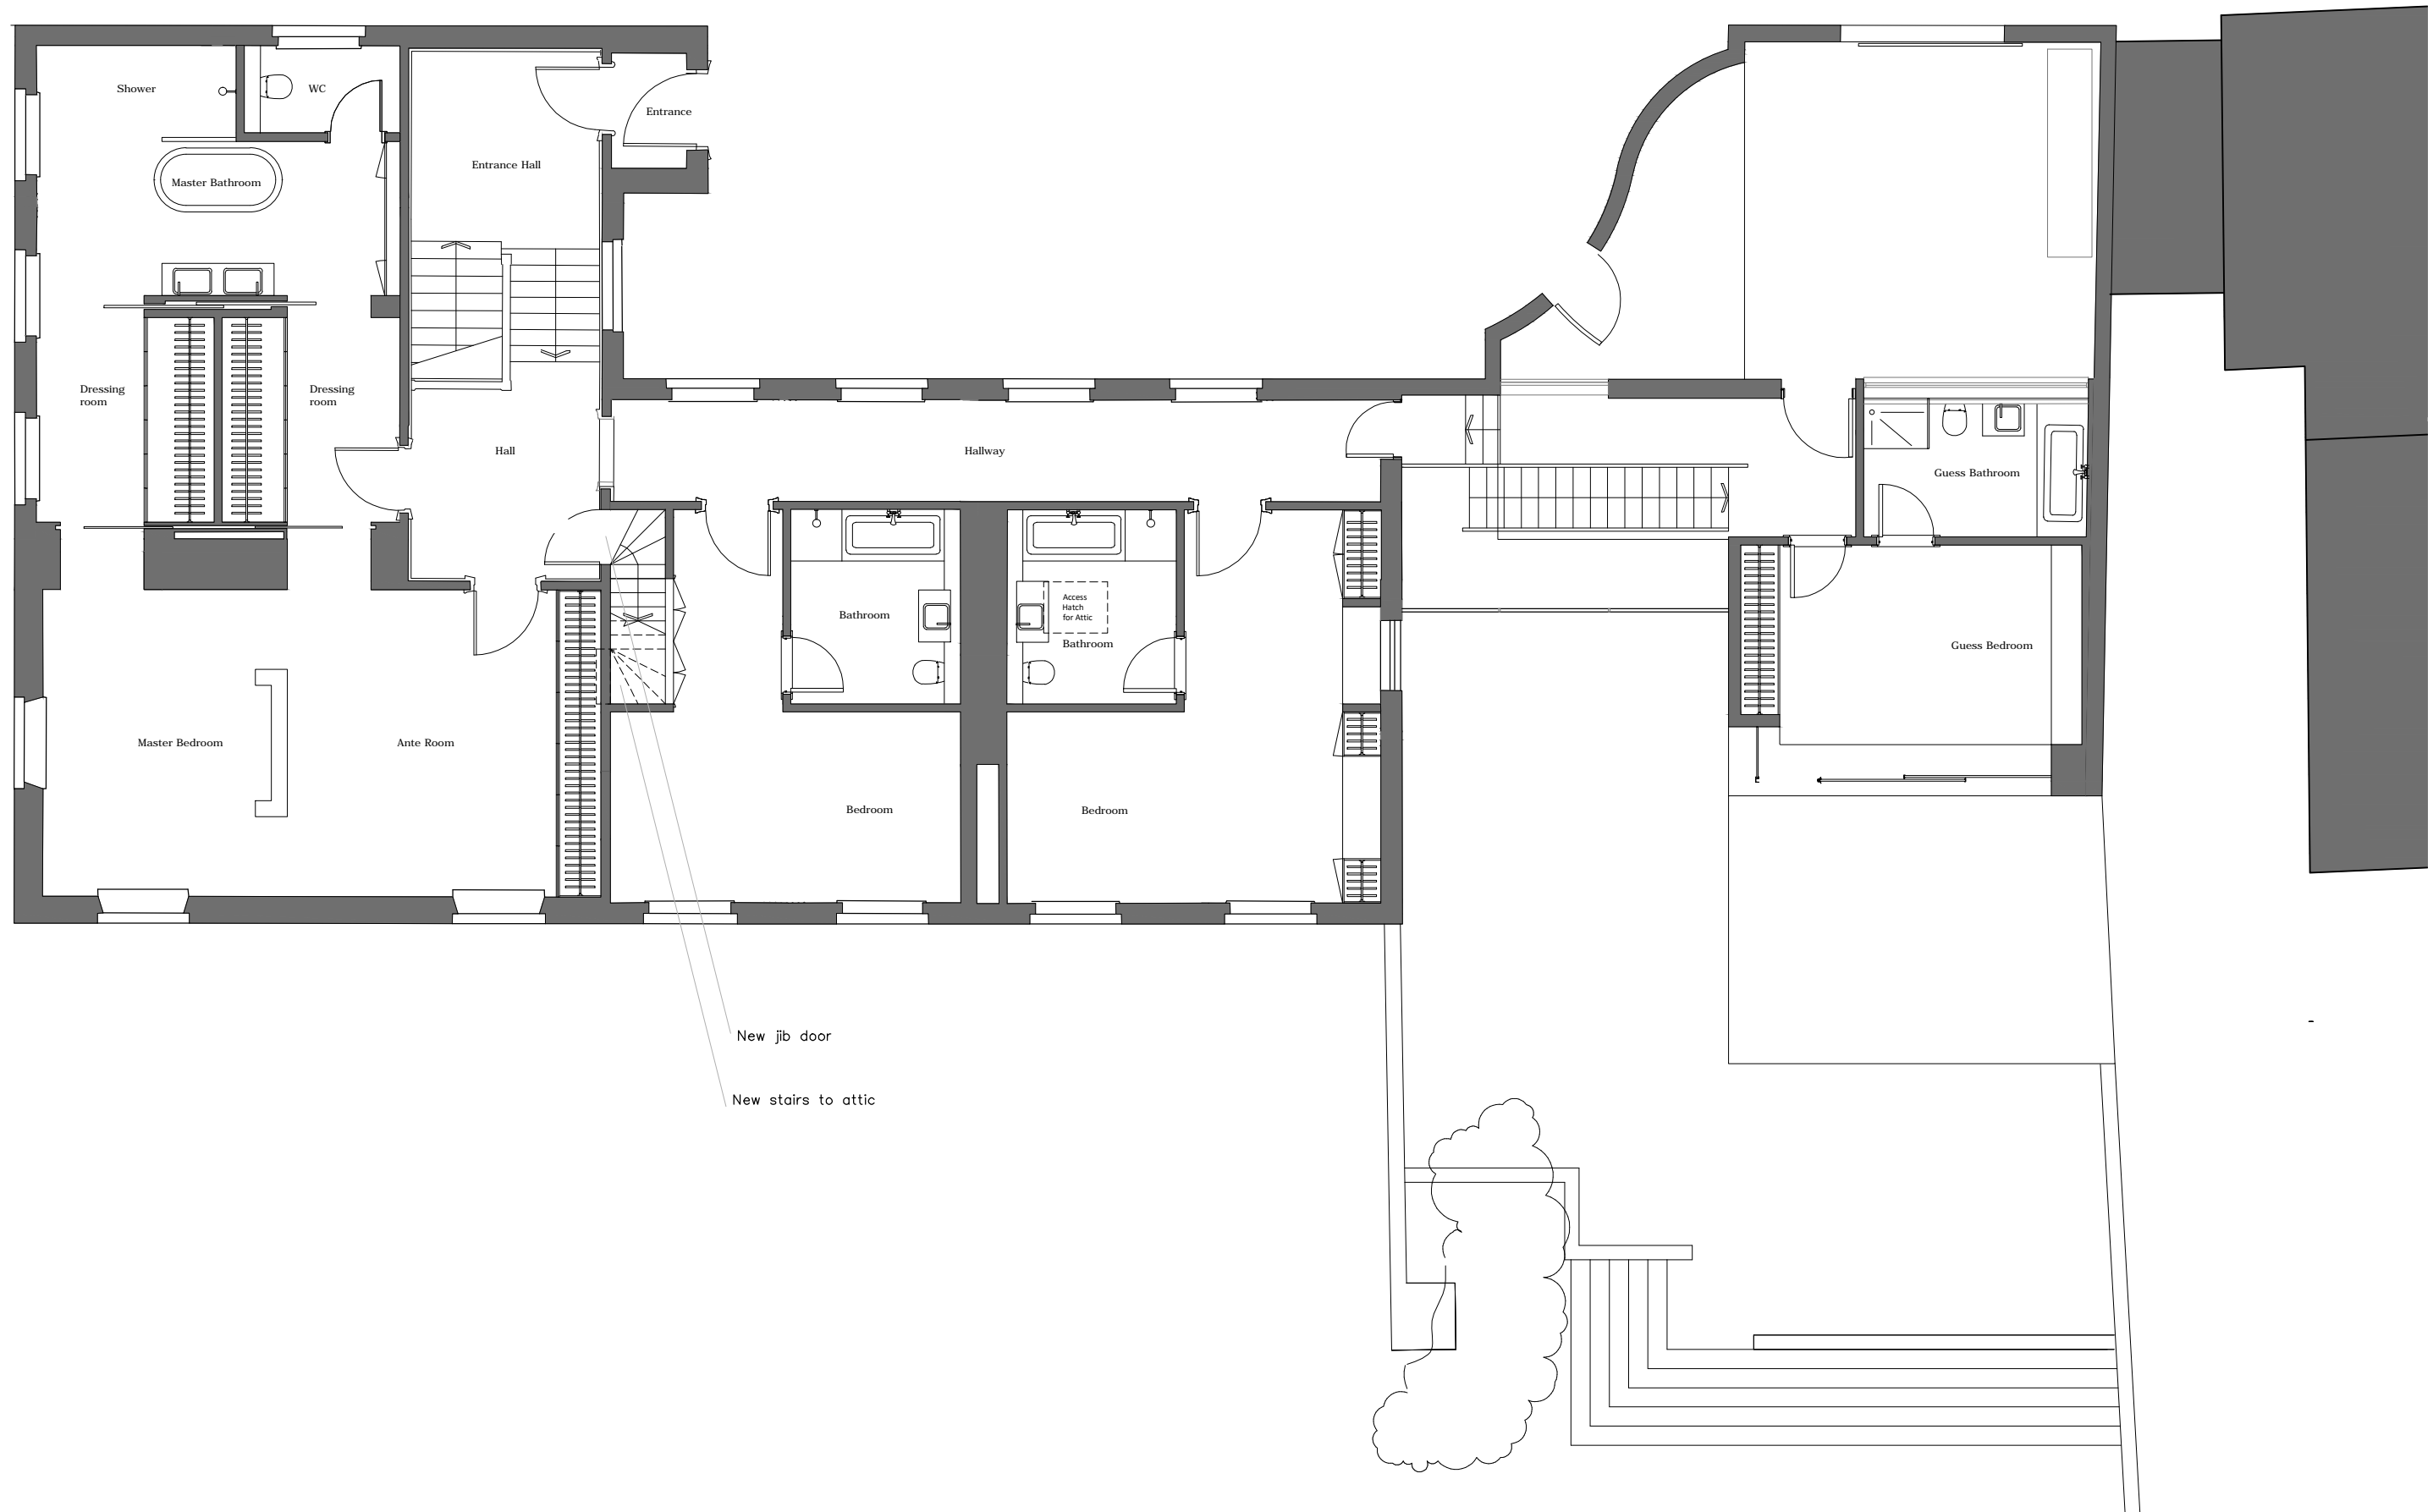 Shower
WC
Entrance
Entrance Hall
Master Bathroom
Dressing
room
Dressing
room
Hall
Hallway
Guess Bathroom
Access
Hatch
for Attic
Bathroom
Bathroom
Guess Bedroom
Master Bedroom
Ante Room
Bedroom
Bedroom
New jib door
New stairs to attic